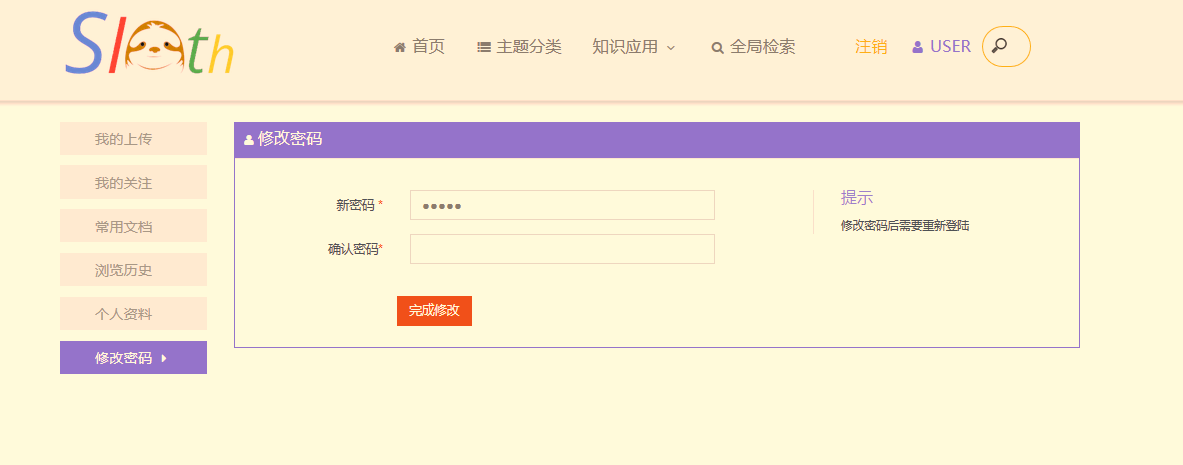 Sloth
首页 主题分类 知识应用 全局检索 注销 USER
我的上传
我的关注
常用文档
浏览历史
个人资料
修改密码
修改密码
新密码 *
●●●●●
确认密码*
完成修改
提示
修改密码后需要重新登陆